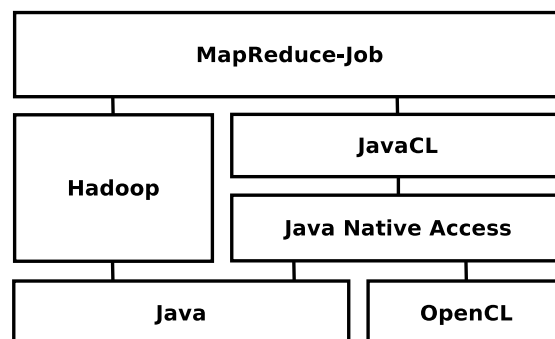 MapReduce-Job
JavaCL
Hadoop
Java Native Access
Java
OpenCL